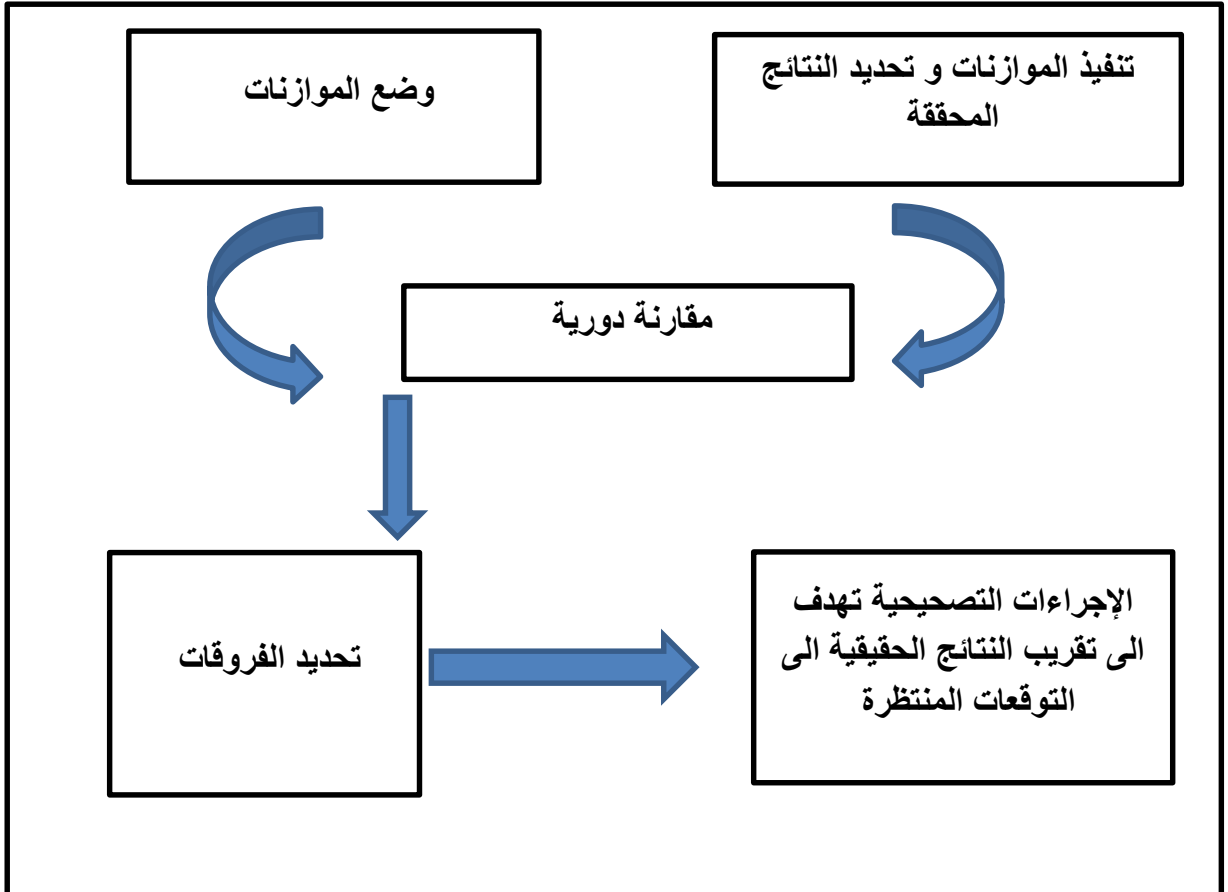 تنفيذ الموازنات و تحديد النتائج
المحققة
وضع الموازنات
مقارنة دورية
الإجراءات التصحيحية تهدف
الى تقريب النتائج الحقيقية الى
التوقعات المنتظرة
تحديد الفروقات